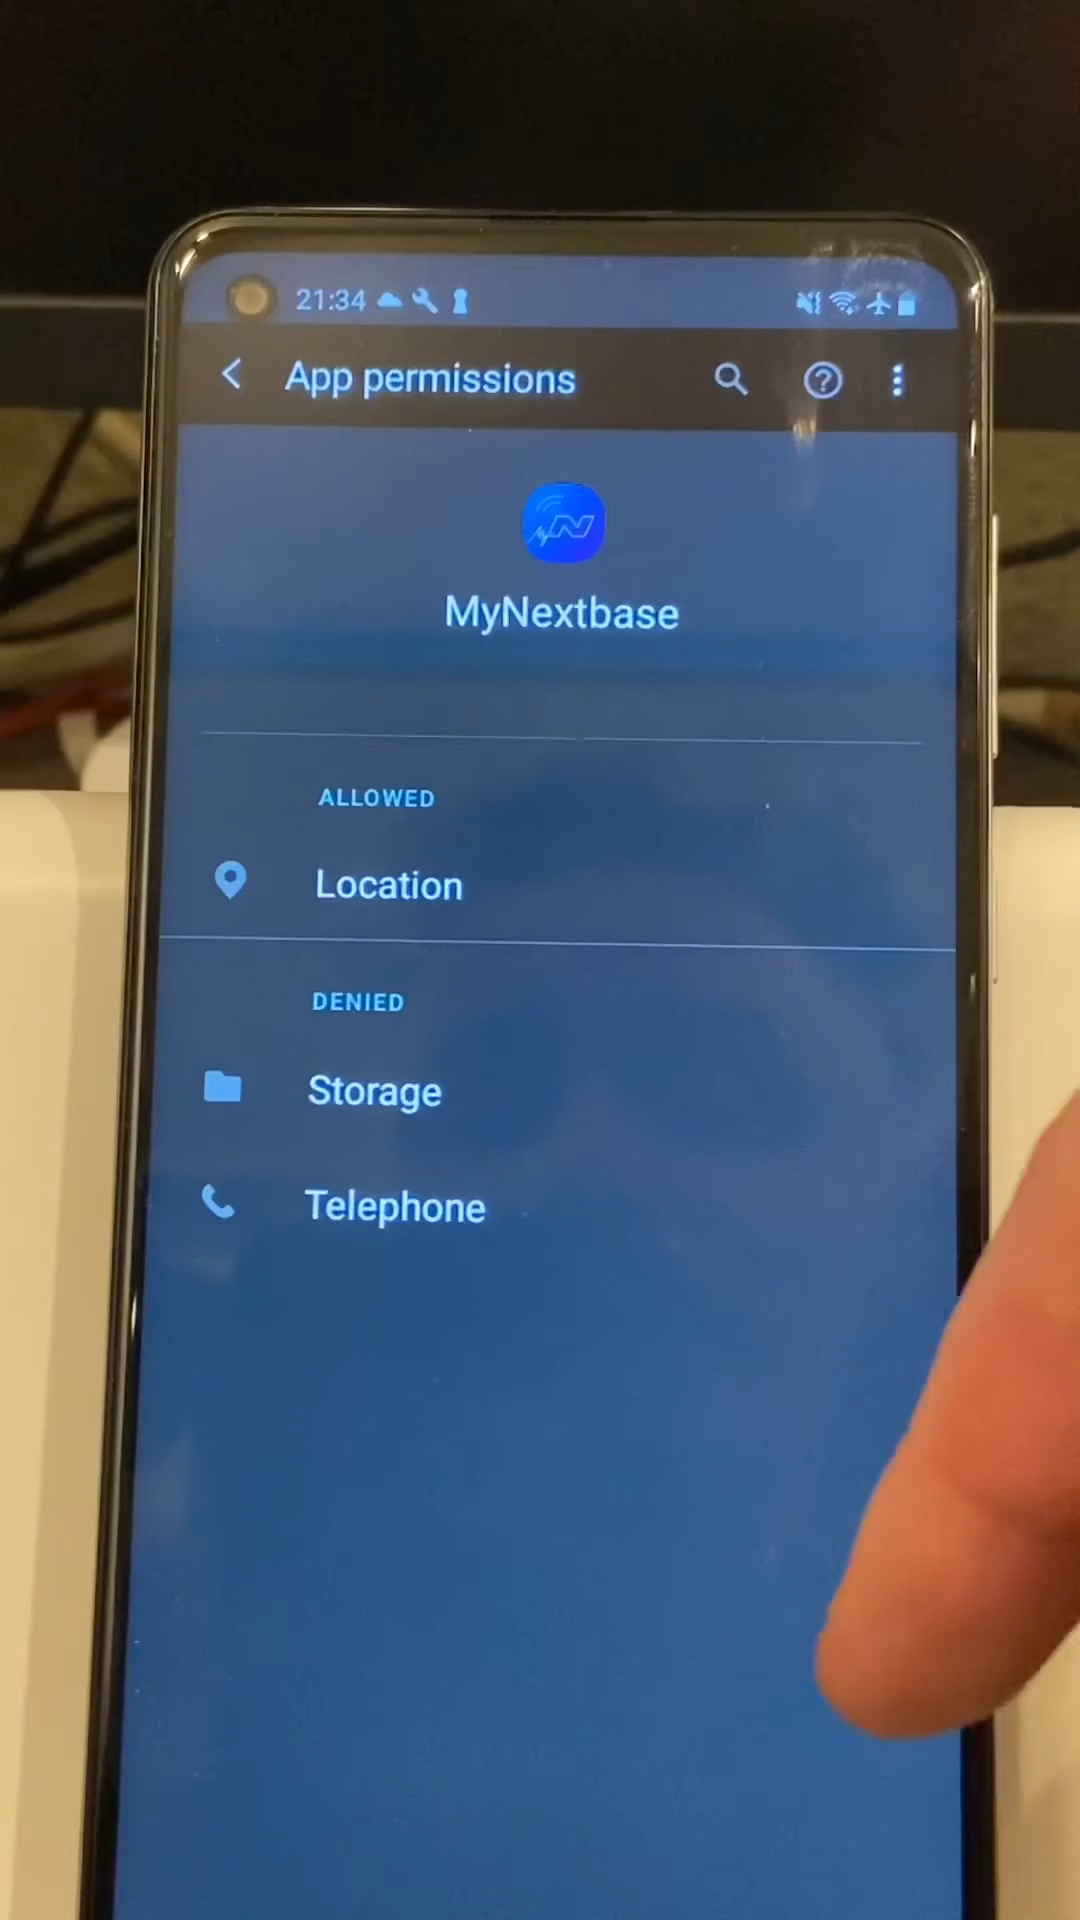 21:34
App permissions
MyNextbase
ALLOWED
Location
DENIED
Storage
Telephone